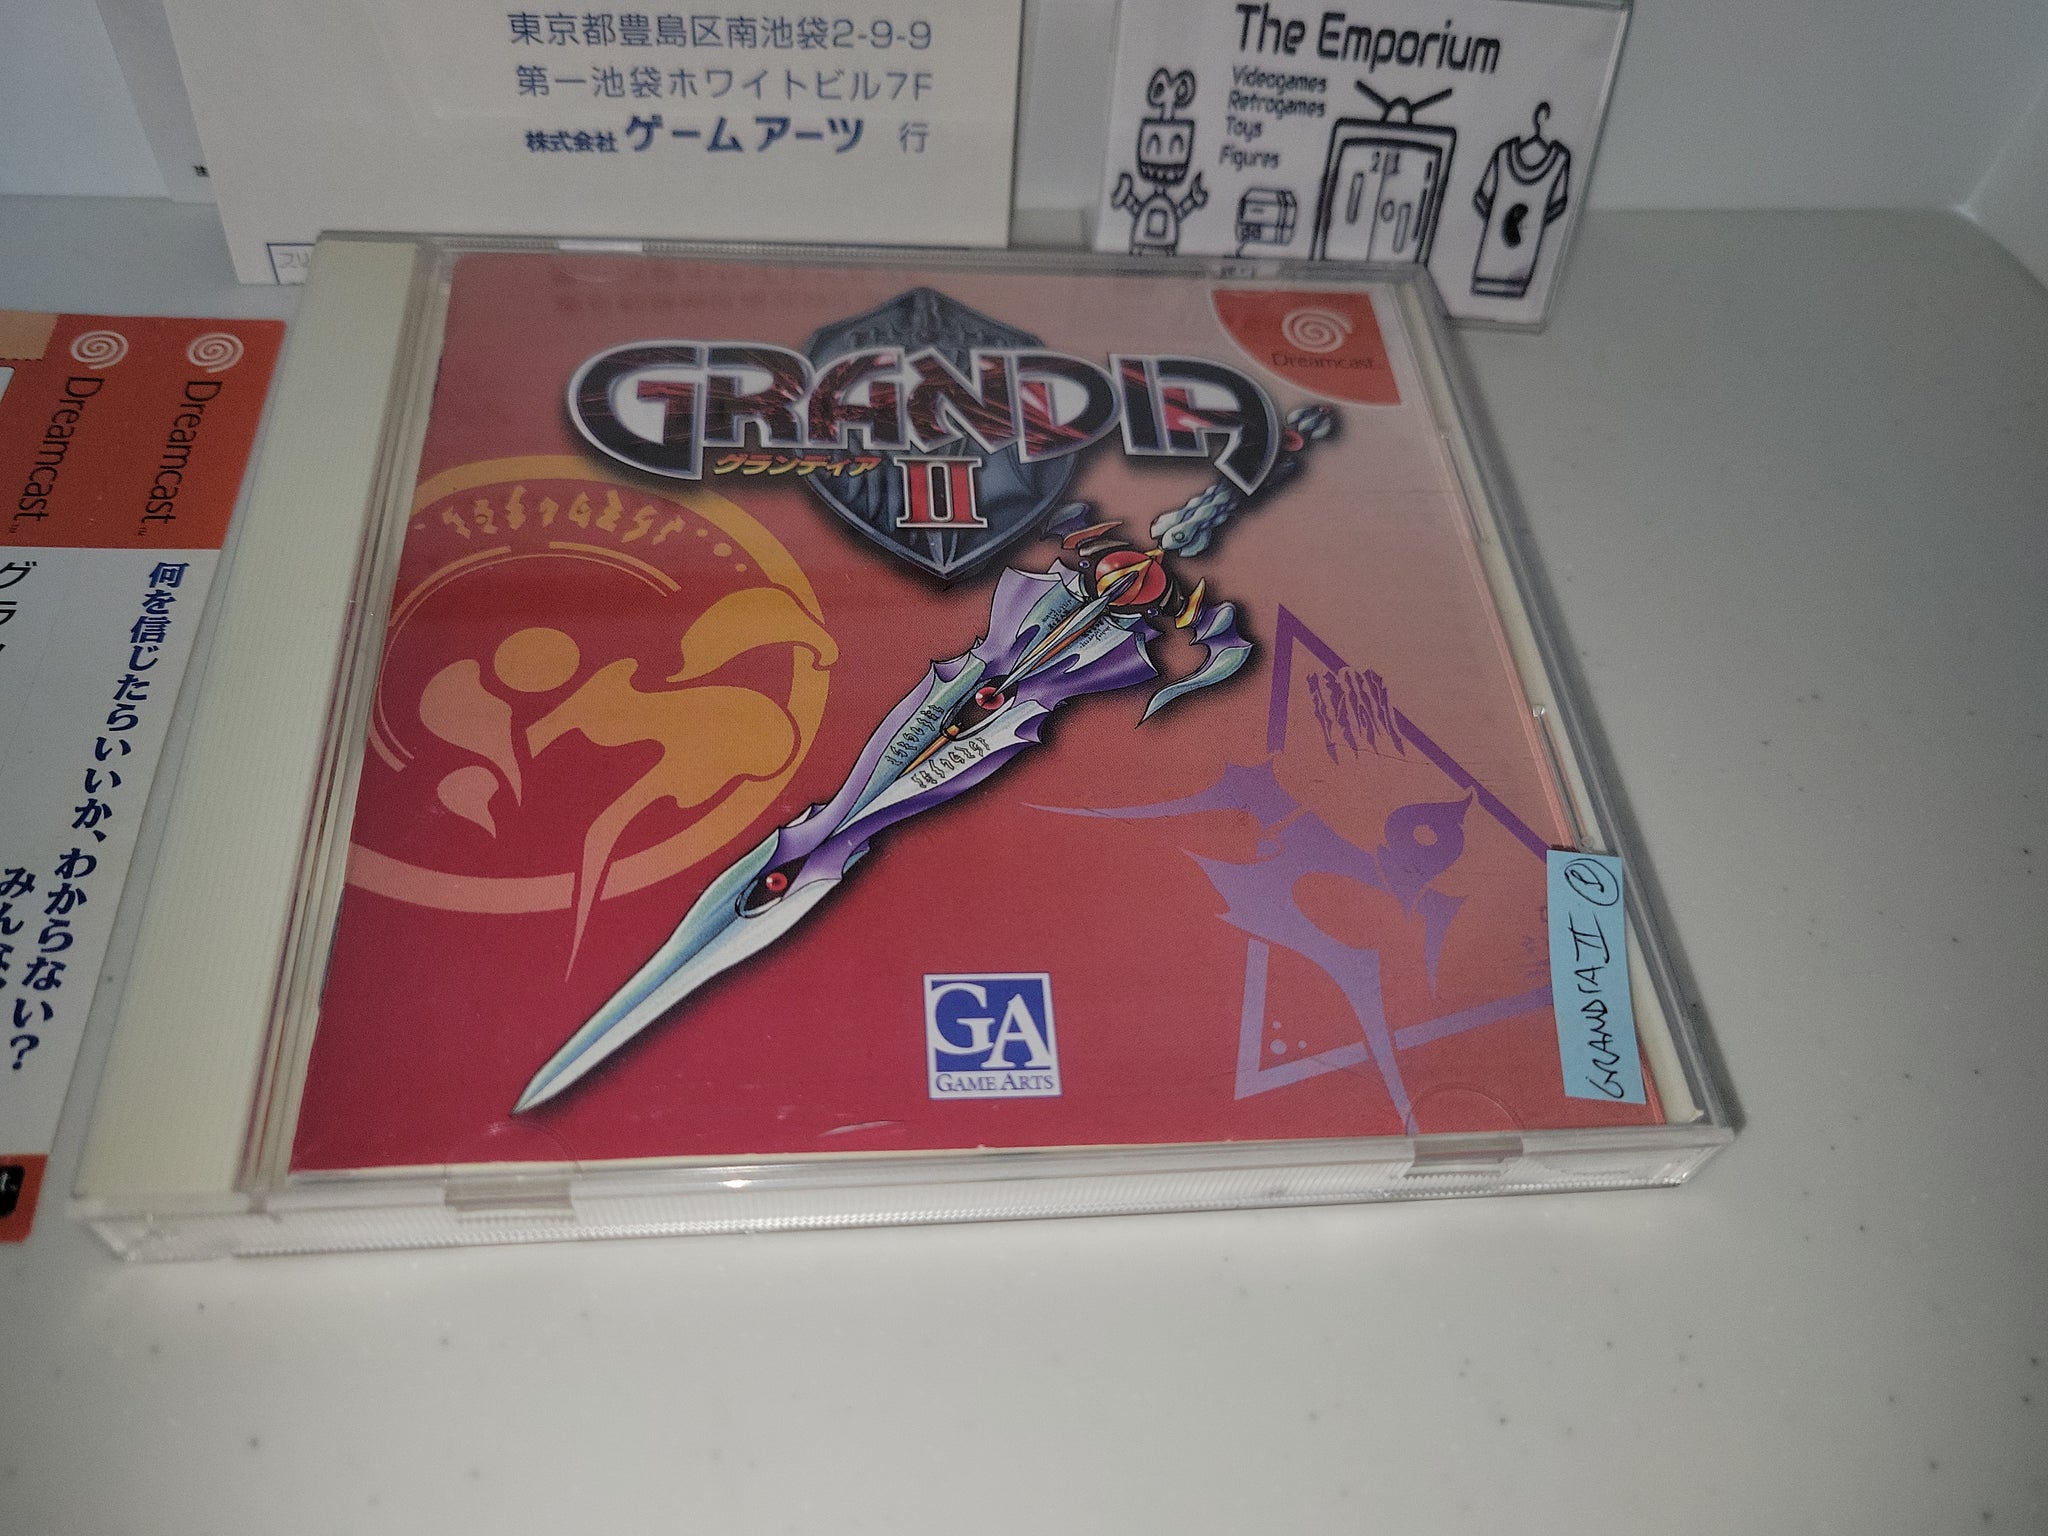 東京都豊島区南池袋2-9-9
第一池袋ホワイトビル7F
株式会社 ゲームアーツ 行
The Emporium
Videogames
Retrogames
Toys
Figures
Dreamcast
Dreamcast
何を信じたらいいか、わからない?
GRANDIA
グランディア
II
Dreamcast
GA
GAME ARTS
GRANDIA II